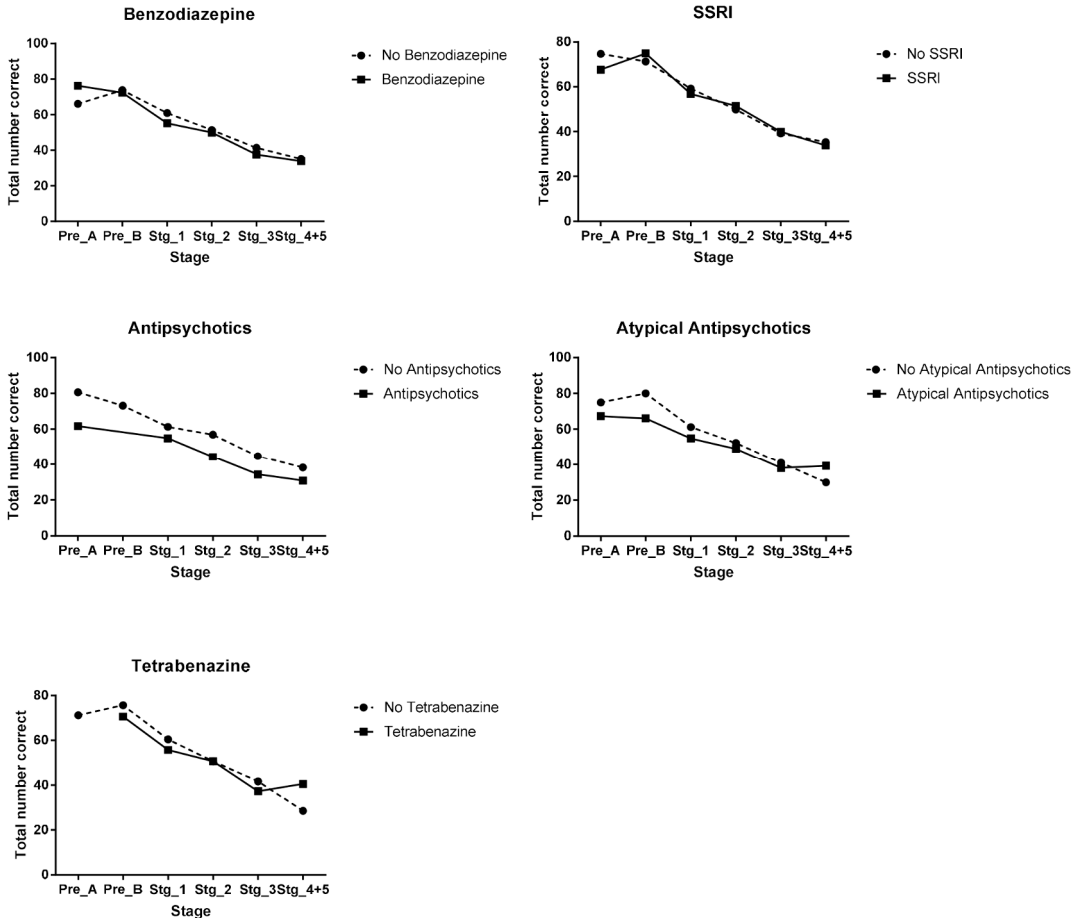 Benzodiazepine
Total number correct
100
80
60
40
20
0
Pre_A Pre_B Stg_1 Stg_2 Stg_3 Stg_4+5
Stage
No Benzodiazepine
Benzodiazepine
SSRI
Total number correct
80
60
40
20
0
Pre_A Pre_B Stg_1 Stg_2 Stg_3 Stg_4+5
Stage
No SSRI
SSRI
Antipsychotics
Total number correct
100
80
60
40
20
0
Pre_A Pre_B Stg_1 Stg_2 Stg_3 Stg_4+5
Stage
No Antipsychotics
Antipsychotics
Atypical Antipsychotics
Total number correct
100
80
60
40
20
0
Pre_A Pre_B Stg_1 Stg_2 Stg_3 Stg_4+5
Stage
No Atypical Antipsychotics
Atypical Antipsychotics
Tetrabenazine
Total number correct
80
60
40
20
0
Pre_A Pre_B Stg_1 Stg_2 Stg_3 Stg_4+5
Stage
No Tetrabenazine
Tetrabenazine